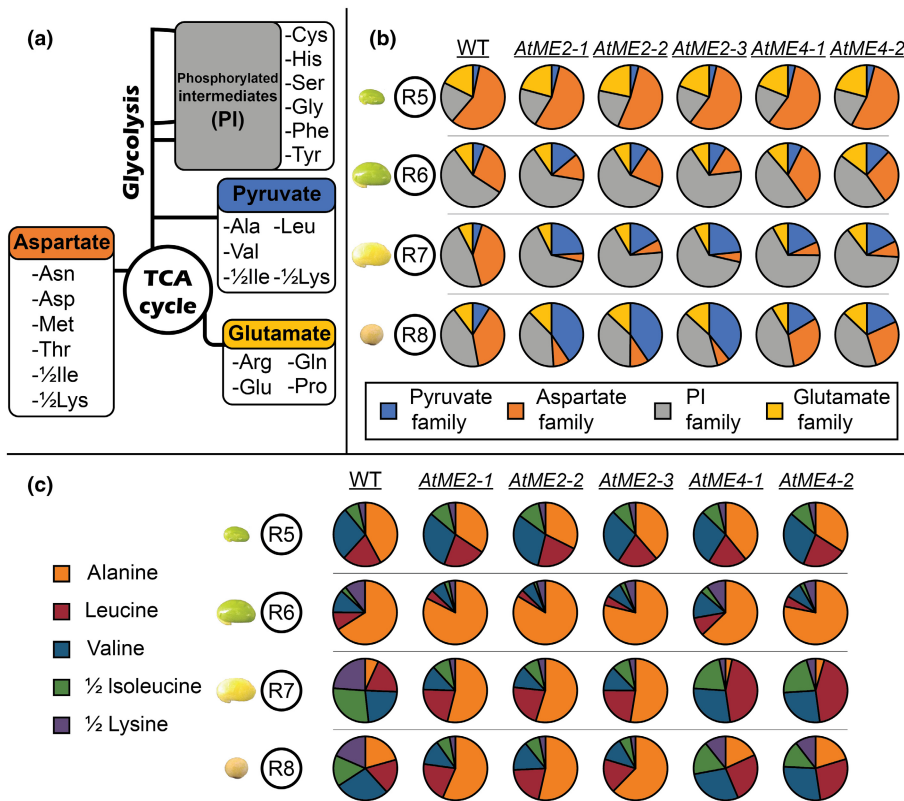 (a)
Glycolysis
Phosphorylated
intermediates
(PI)
-Cys
-His
-Ser
-Gly
-Phe
-Tyr
Pyruvate
-Ala -Leu
-Val
-½Ile -½Lys
Aspartate
-Asn
-Asp
-Met
-Thr
-½Ile
-½Lys
TCA
cycle
Glutamate
-Arg -Gln
-Glu -Pro
(b)
WT AtME2-1 AtME2-2 AtME2-3 AtME4-1 AtME4-2
R5
R6
R7
R8
Pyruvate family
Aspartate family
PI family
Glutamate family
(c)
WT AtME2-1 AtME2-2 AtME2-3 AtME4-1 AtME4-2
R5
R6
R7
R8
Alanine
Leucine
Valine
½ Isoleucine
½ Lysine